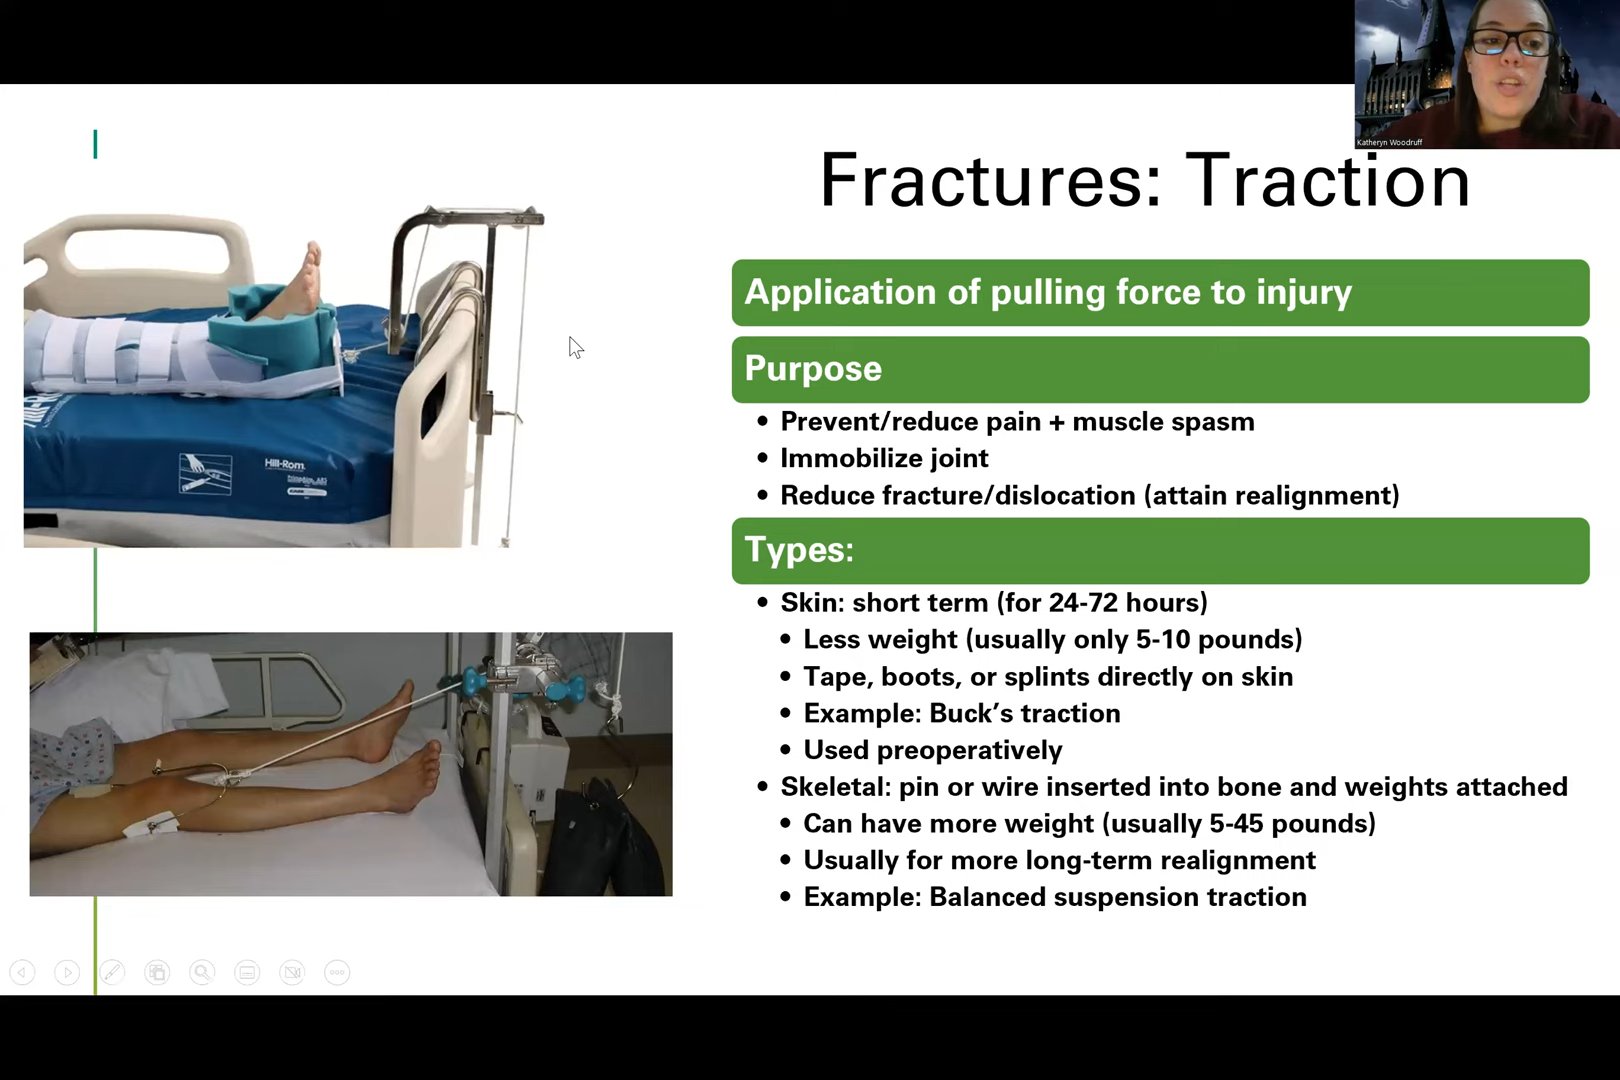 Katheryn Woodruff
Fractures: Traction
Application of pulling force to injury
Purpose
• Prevent/reduce pain + muscle spasm
• Immobilize joint
• Reduce fracture/dislocation (attain realignment)
Types:
• Skin: short term (for 24-72 hours)
• Less weight (usually only 5-10 pounds)
• Tape, boots, or splints directly on skin
• Example: Buck’s traction
• Used preoperatively
• Skeletal: pin or wire inserted into bone and weights attached
• Can have more weight (usually 5-45 pounds)
• Usually for more long-term realignment
• Example: Balanced suspension traction
Hill-Rom.